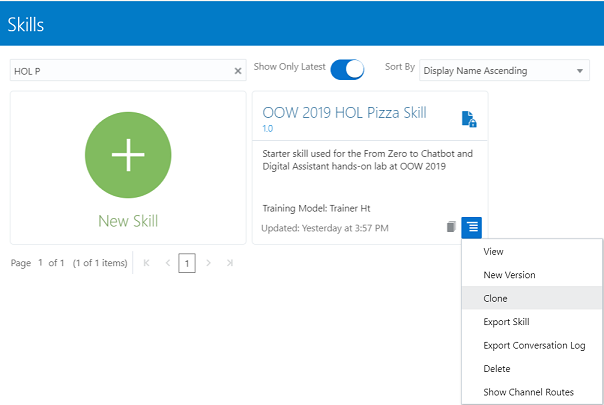 Skills
HOL P
Show Only Latest
Sort By
Display Name Ascending
New Skill
OOW 2019 HOL Pizza Skill
1.0
Starter skill used for the From Zero to Chatbot and
Digital Assistant hands-on lab at OOW 2019
Training Model: Trainer Ht
Updated: Yesterday at 3:57 PM
Page 1 of 1 (1 of 1 items) 1
View
New Version
Clone
Export Skill
Export Conversation Log
Delete
Show Channel Routes